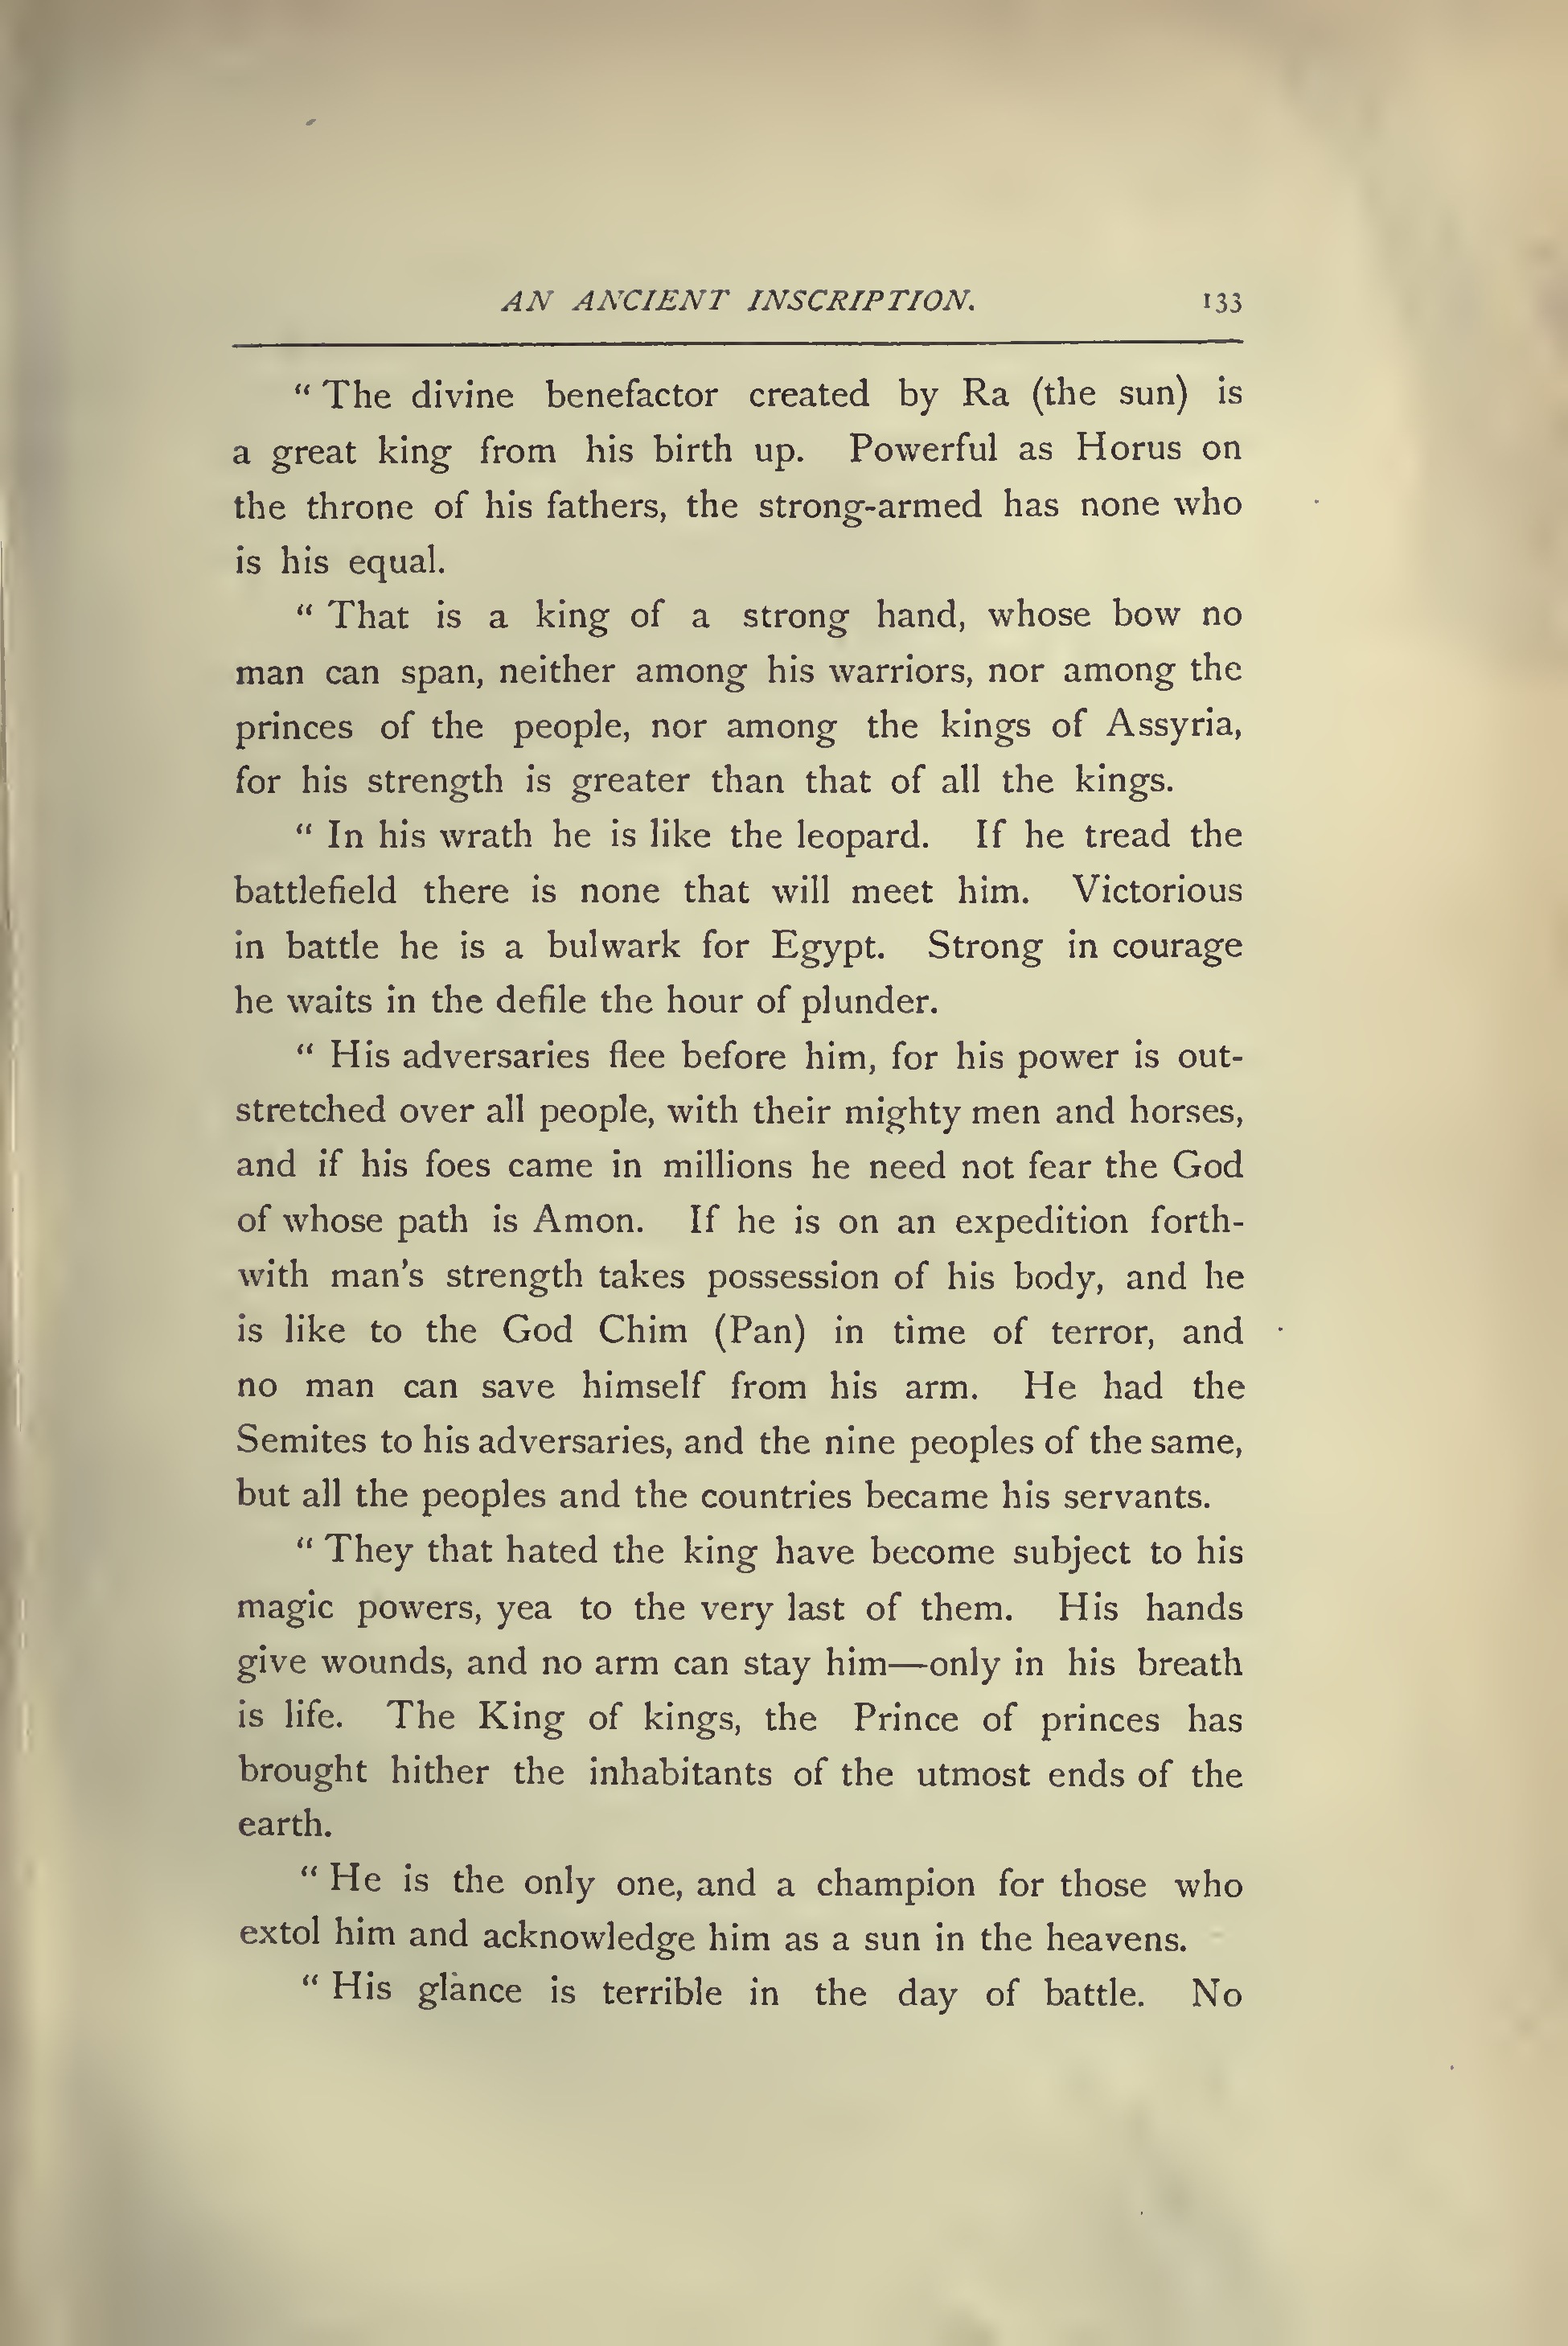 AN ANCIENT INSCRIPTION. 133
“ The divine benefactor created by Ra (the sun) is
a great king from his birth up. Powerful as Horus on
the throne of his fathers, the strong-armed has none who
is his equal.
“ That is a king of a strong hand, whose bow no
man can span, neither among his warriors, nor among the
princes of the people, nor among the kings of Assyria,
for his strength is greater than that of all the kings.
“ In his wrath he is like the leopard. If he tread the
battlefield there is none that will meet him. Victorious
in battle he is a bulwark for Egypt. Strong in courage
he waits in the defile the hour of plunder.
“ His adversaries flee before him, for his power is out-
stretched over all people, with their mighty men and horses,
and if his foes came in millions he need not fear the God
of whose path is Amon. If he is on an expedition forth-
with man's strength takes possession of his body, and he
is like to the God Chim (Pan) in time of terror, and
no man can save himself from his arm. He had the
Semites to his adversaries, and the nine peoples of the same,
but all the peoples and the countries became his servants.
“ They that hated the king have become subject to his
magic powers, yea to the very last of them. His hands
give wounds, and no arm can stay him—only in his breath
is life. The King of kings, the Prince of princes has
brought hither the inhabitants of the utmost ends of the
earth.
“ He is the only one, and a champion for those who
extol him and acknowledge him as a sun in the heavens.
“ His glance is terrible in the day of battle. No